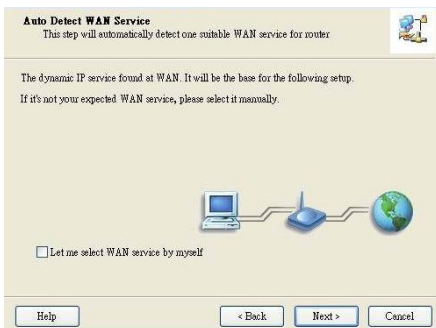 Auto Detect WAN Service
This step will automatically detect one suitable WAN service for router
The dynamic IP service found at WAN. It will be the base for the following setup.
If it's not your expected WAN service, please select it manually.
Let me select WAN service by myself
Help
< Back
Next >
Cancel